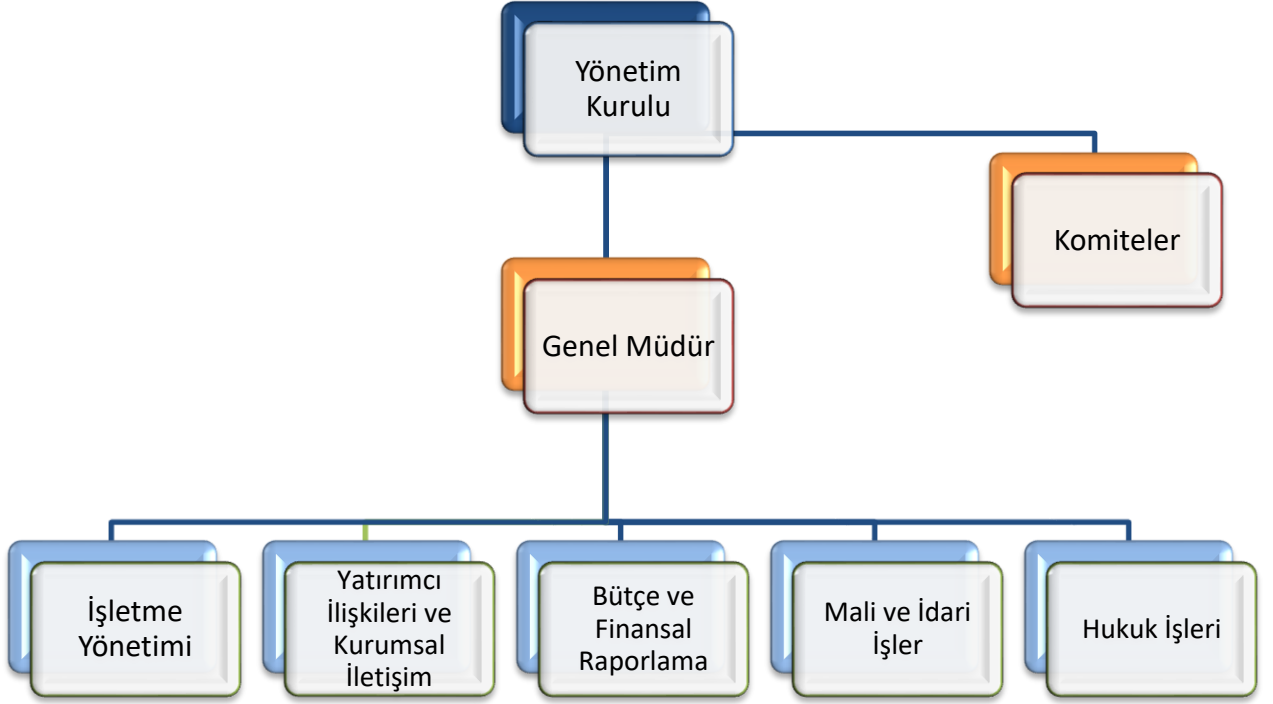 Yönetim
Kurulu
Komiteler
Genel Müdür
İşletme
Yönetimi
Yatırımcı
İlişkileri ve
Kurumsal
İletişim
Bütçe ve
Finansal
Raporlama
Mali ve İdari
İşler
Hukuk İşleri